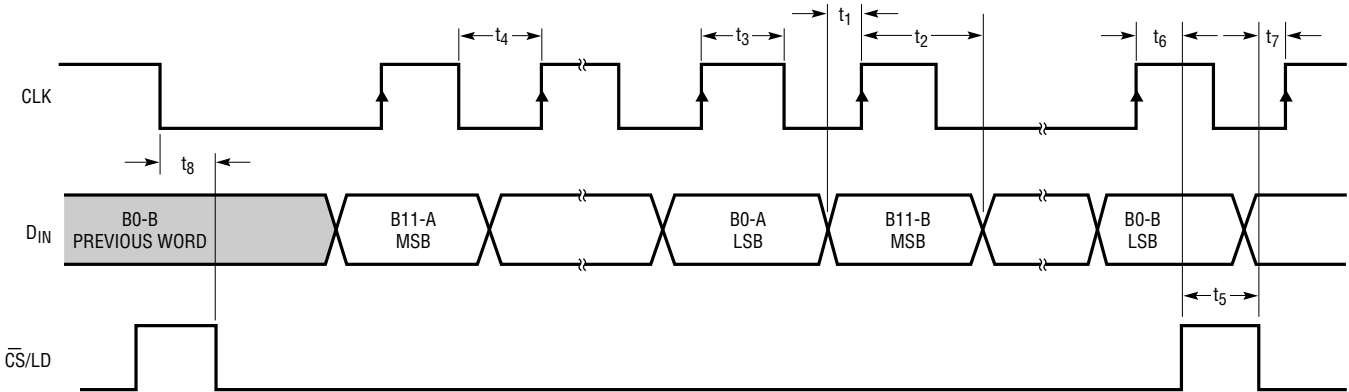 t4
t3
t1
t2
t6
t7
CLK
t8
DIN
B0-B
PREVIOUS WORD
B11-A
MSB
B0-A
LSB
B11-B
MSB
B0-B
LSB
t5
C̅S̅/LD